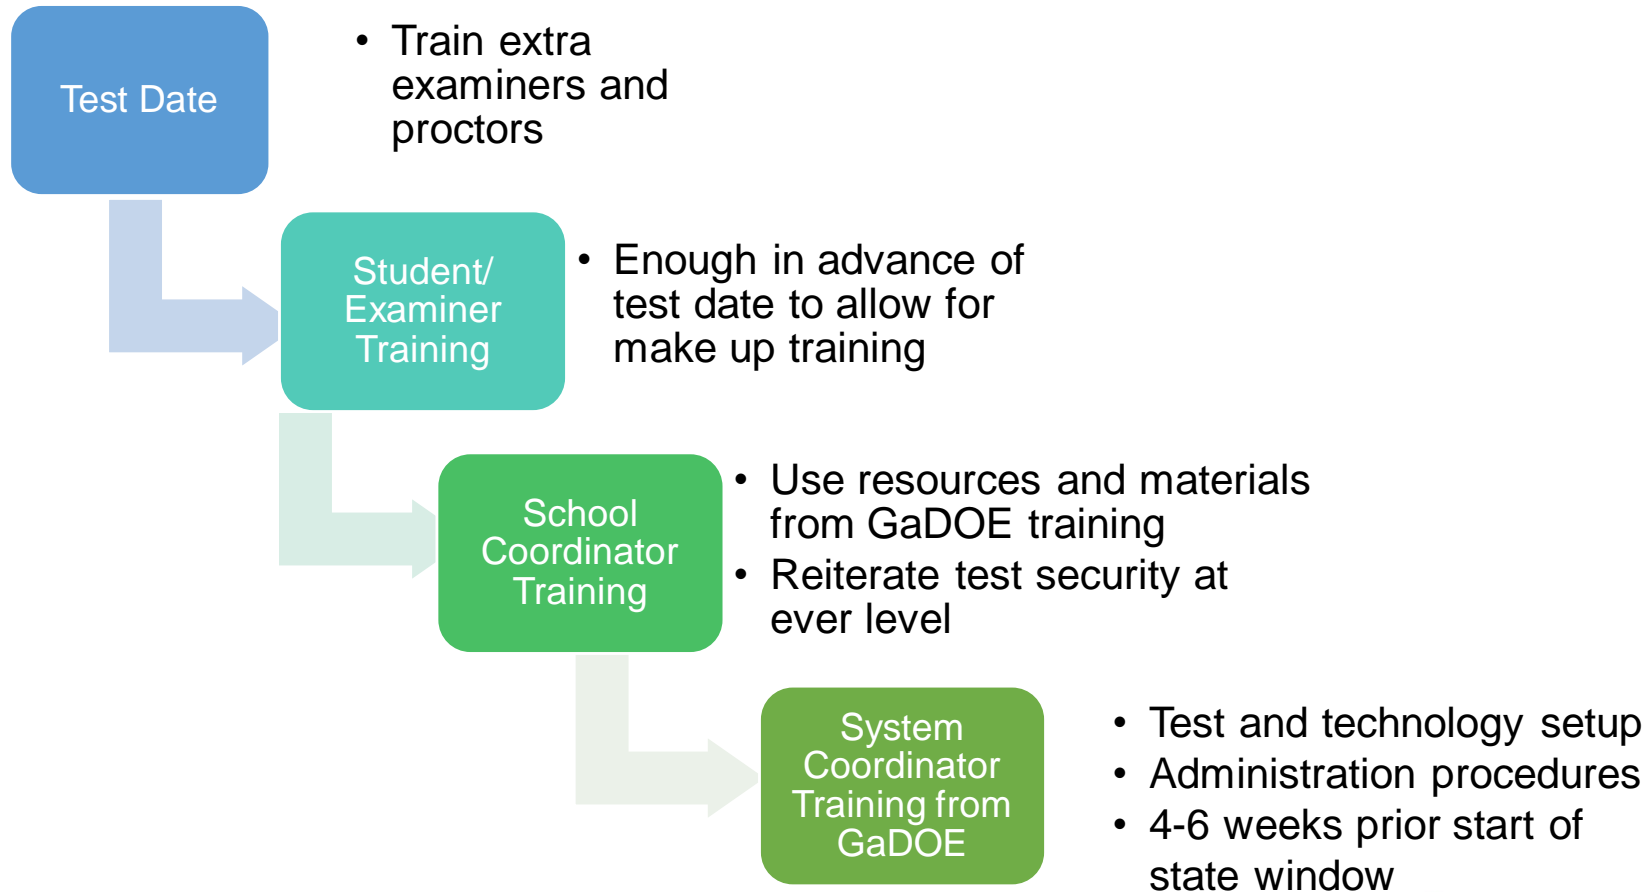 Test Date
• Train extra
examiners and
proctors
Student/
Examiner
Training
• Enough in advance of
test date to allow for
make up training
School
Coordinator
Training
• Use resources and materials
from GaDOE training
• Reiterate test security at
ever level
System
Coordinator
Training from
GaDOE
• Test and technology setup
• Administration procedures
• 4-6 weeks prior start of
state window